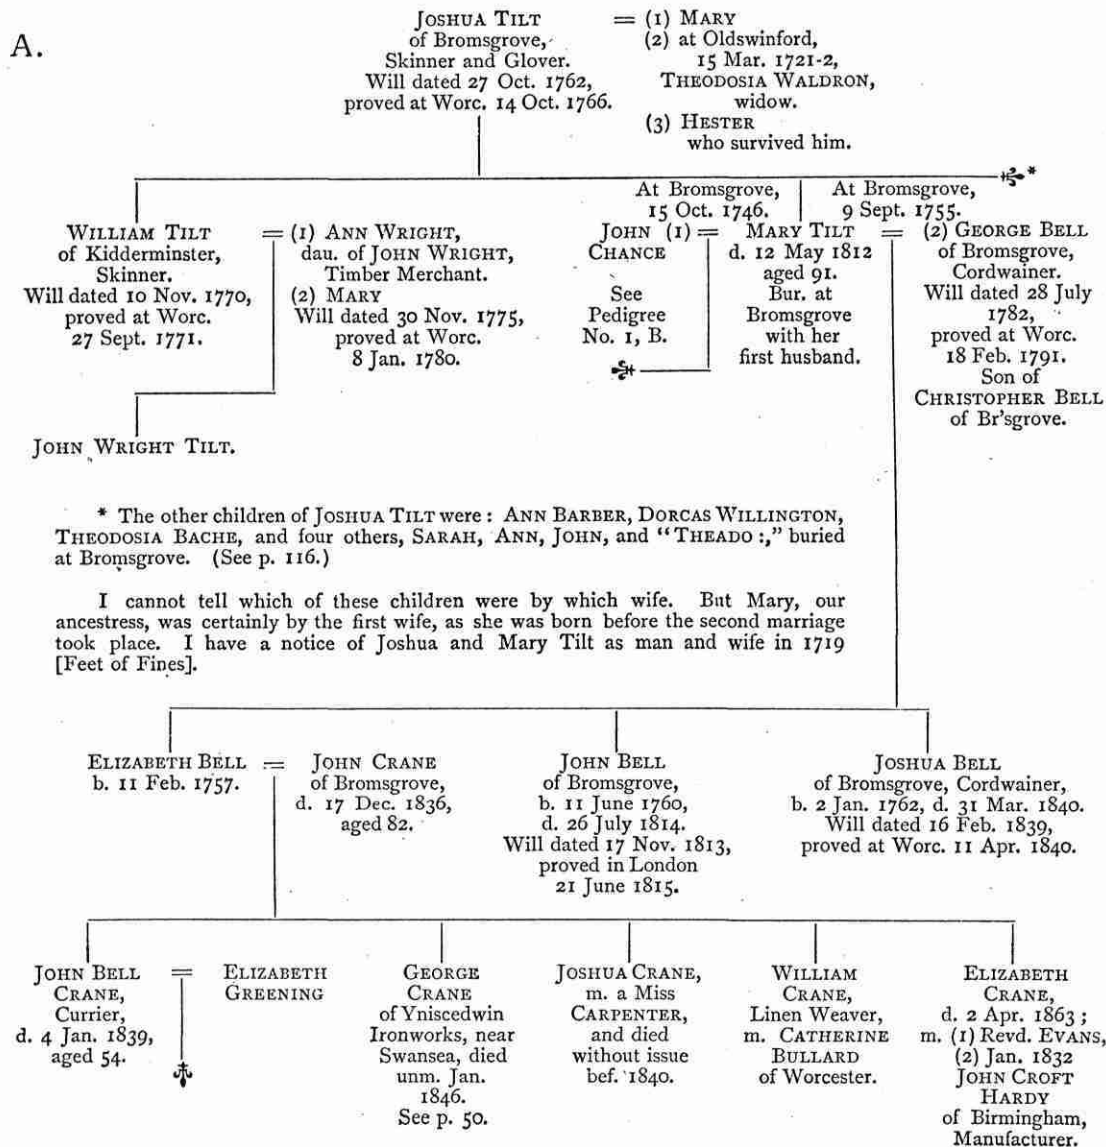 A.
JOSHUA TILT
of Bromsgrove,
Skinner and Glover.
Will dated 27 Oct. 1762,
proved at Worc. 14 Oct. 1766.
= (1) MARY
(2) at Oldswinford,
15 Mar. 1721-2,
THEODOSIA WALDRON,
widow.
(3) HESTER
who survived him.
*
WILLIAM TILT
of Kidderminster,
Skinner.
Will dated 10 Nov. 1770,
proved at Worc.
27 Sept. 1771.
= (1) ANN WRIGHT,
dau. of JOHN WRIGHT,
Timber Merchant.
(2) MARY
Will dated 30 Nov. 1775,
proved at Worc.
8 Jan. 1780.
At Bromsgrove,
15 Oct. 1746.
JOHN (1) =
CHANCE
See
Pedigree
No. 1, B.
MARY TILT
d. 12 May 1812
aged 91.
Bur. at
Bromsgrove
with her
first husband.
At Bromsgrove,
9 Sept. 1755.
= (2) GEORGE BELL
of Bromsgrove,
Cordwainer.
Will dated 28 July
1782,
proved at Worc.
18 Feb. 1791.
Son of
CHRISTOPHER BELL
of Br'sgrove.
JOHN WRIGHT TILT.
* The other children of JOSHUA TILT were : ANN BARBER, DORCAS WILLINGTON,
THEODOSIA BACHE, and four others, SARAH, ANN, JOHN, and "THEADO :," buried
at Bromsgrove. (See p. 116.)
I cannot tell which of these children were by which wife. But Mary, our
ancestress, was certainly by the first wife, as she was born before the second marriage
took place. I have a notice of Joshua and Mary Tilt as man and wife in 1719
[Feet of Fines].
ELIZABETH BELL =
b. 11 Feb. 1757.
JOHN CRANE
of Bromsgrove,
d. 17 Dec. 1836,
aged 82.
JOHN BELL
of Bromsgrove,
b. 11 June 1760,
d. 26 July 1814.
Will dated 17 Nov. 1813,
proved in London
21 June 1815.
JOSHUA BELL
of Bromsgrove, Cordwainer,
b. 2 Jan. 1762, d. 31 Mar. 1840.
Will dated 16 Feb. 1839,
proved at Worc. 11 Apr. 1840.
JOHN BELL =
CRANE,
Currier,
d. 4 Jan. 1839,
aged 54.
ELIZABETH
GREENING
GEORGE
CRANE
of Yniscedwin
Ironworks, near
Swansea, died
unm. Jan.
1846.
See p. 50.
JOSHUA CRANE,
m. a Miss
CARPENTER,
and died
without issue
bef. 1840.
WILLIAM
CRANE,
Linen Weaver,
m. CATHERINE
BULLARD
of Worcester.
ELIZABETH
CRANE,
d. 2 Apr. 1863 ;
m. (1) Revd. EVANS,
(2) Jan. 1832
JOHN CROFT
HARDY
of Birmingham,
Manufacturer.